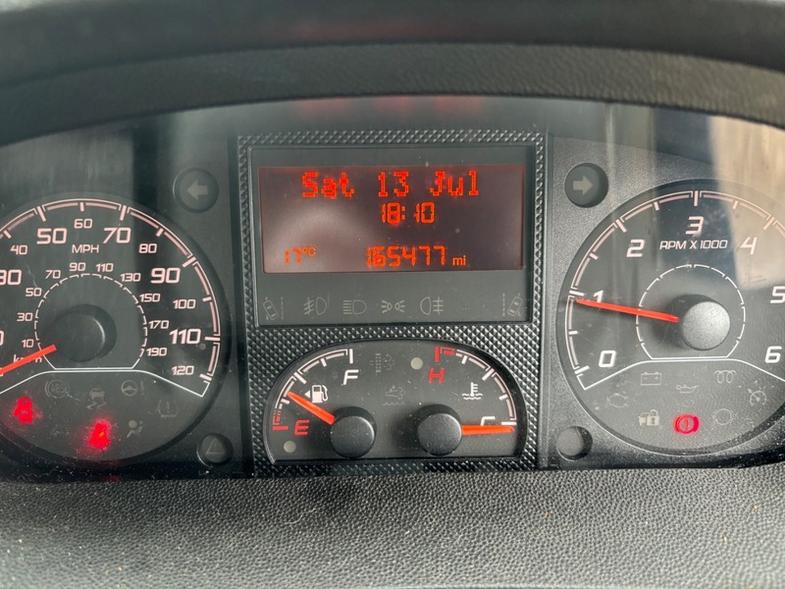 Sat 13 Jul
18:10
17°C 165477 mi
40 50 60 70 80
MPH
30 90
70 90 110
50 130
100
150
30 170
110
10 190
km/h
120
2 3 4
RPM X 1000
1 5
0 6
F H
E C